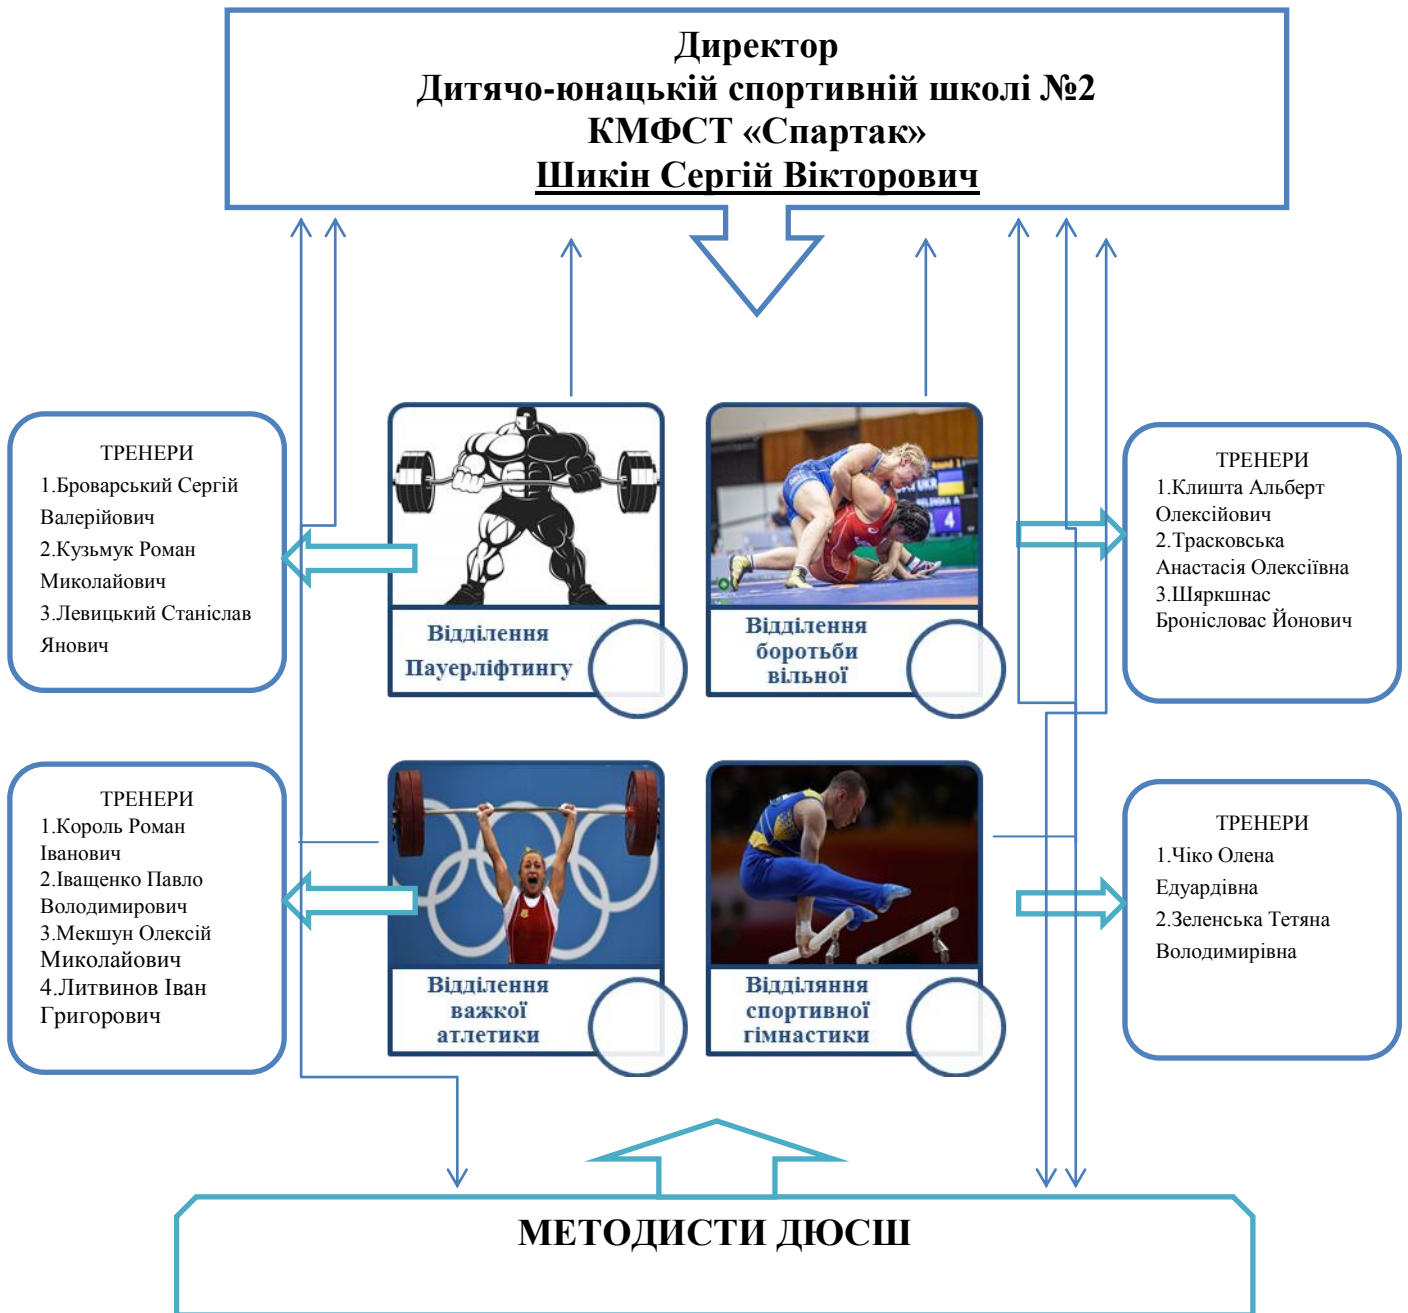 Директор
Дитячо-юнацькій спортивній школі №2
КМФСТ «Спартак»
Шикін Сергій Вікторович
ТРЕНЕРИ
1.Броварський Сергій
Валерійович
2.Кузьмук Роман
Миколайович
3.Левицький Станіслав
Янович
Відділення
Пауерліфтингу
UKR
4
Відділення
боротьби
вільної
ТРЕНЕРИ
1.Клишта Альберт
Олексійович
2.Трасковська
Анастасія Олексіївна
3.Шяркшнас
Броніслoвас Йонович
ТРЕНЕРИ
1.Король Роман
Іванович
2.Іващенко Павло
Володимирович
3.Мекшун Олексій
Миколайович
4.Литвинов Іван
Григорович
Відділення
важкої
атлетики
Відділяння
спортивної
гімнастики
ТРЕНЕРИ
1.Чіко Олена
Едуардівна
2.Зеленська Тетяна
Володимирівна
МЕТОДИСТИ ДЮСШ